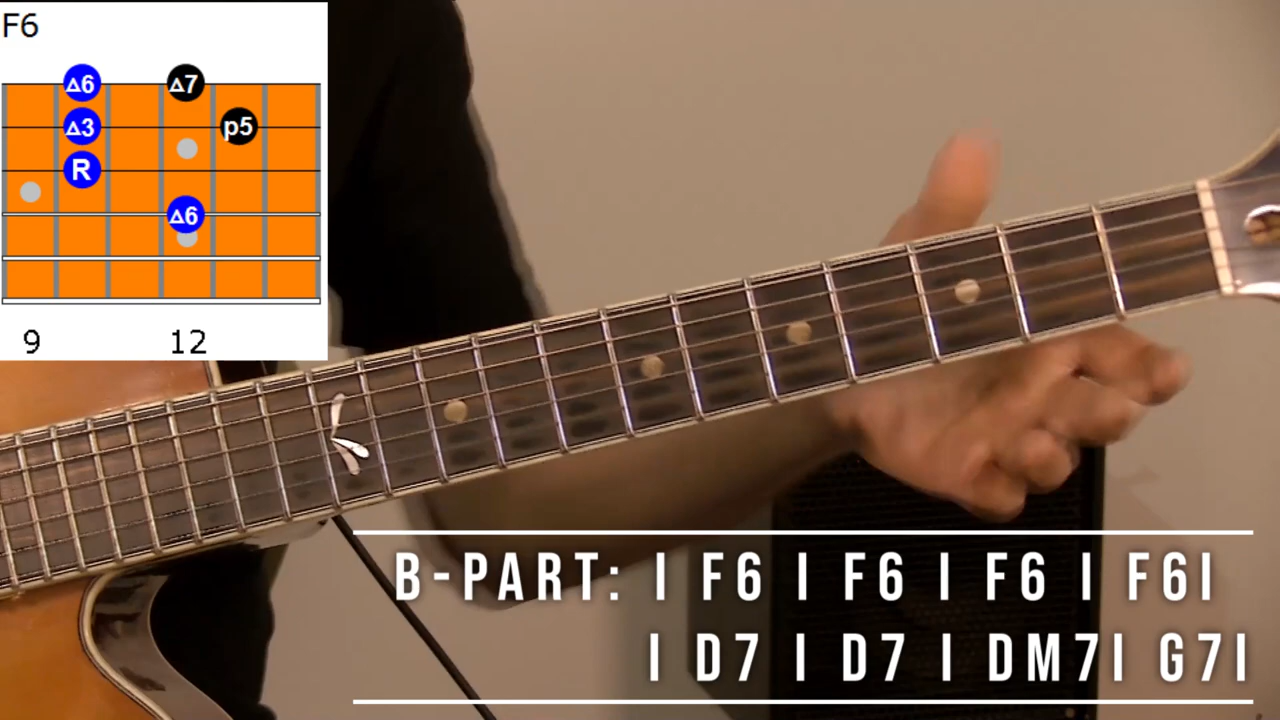 F6
Δ6 Δ7
Δ3 p5
R
Δ6
9 12
B-PART: I F6 I F6 I F6 I F6I
I D7 I D7 I DM7I G7I